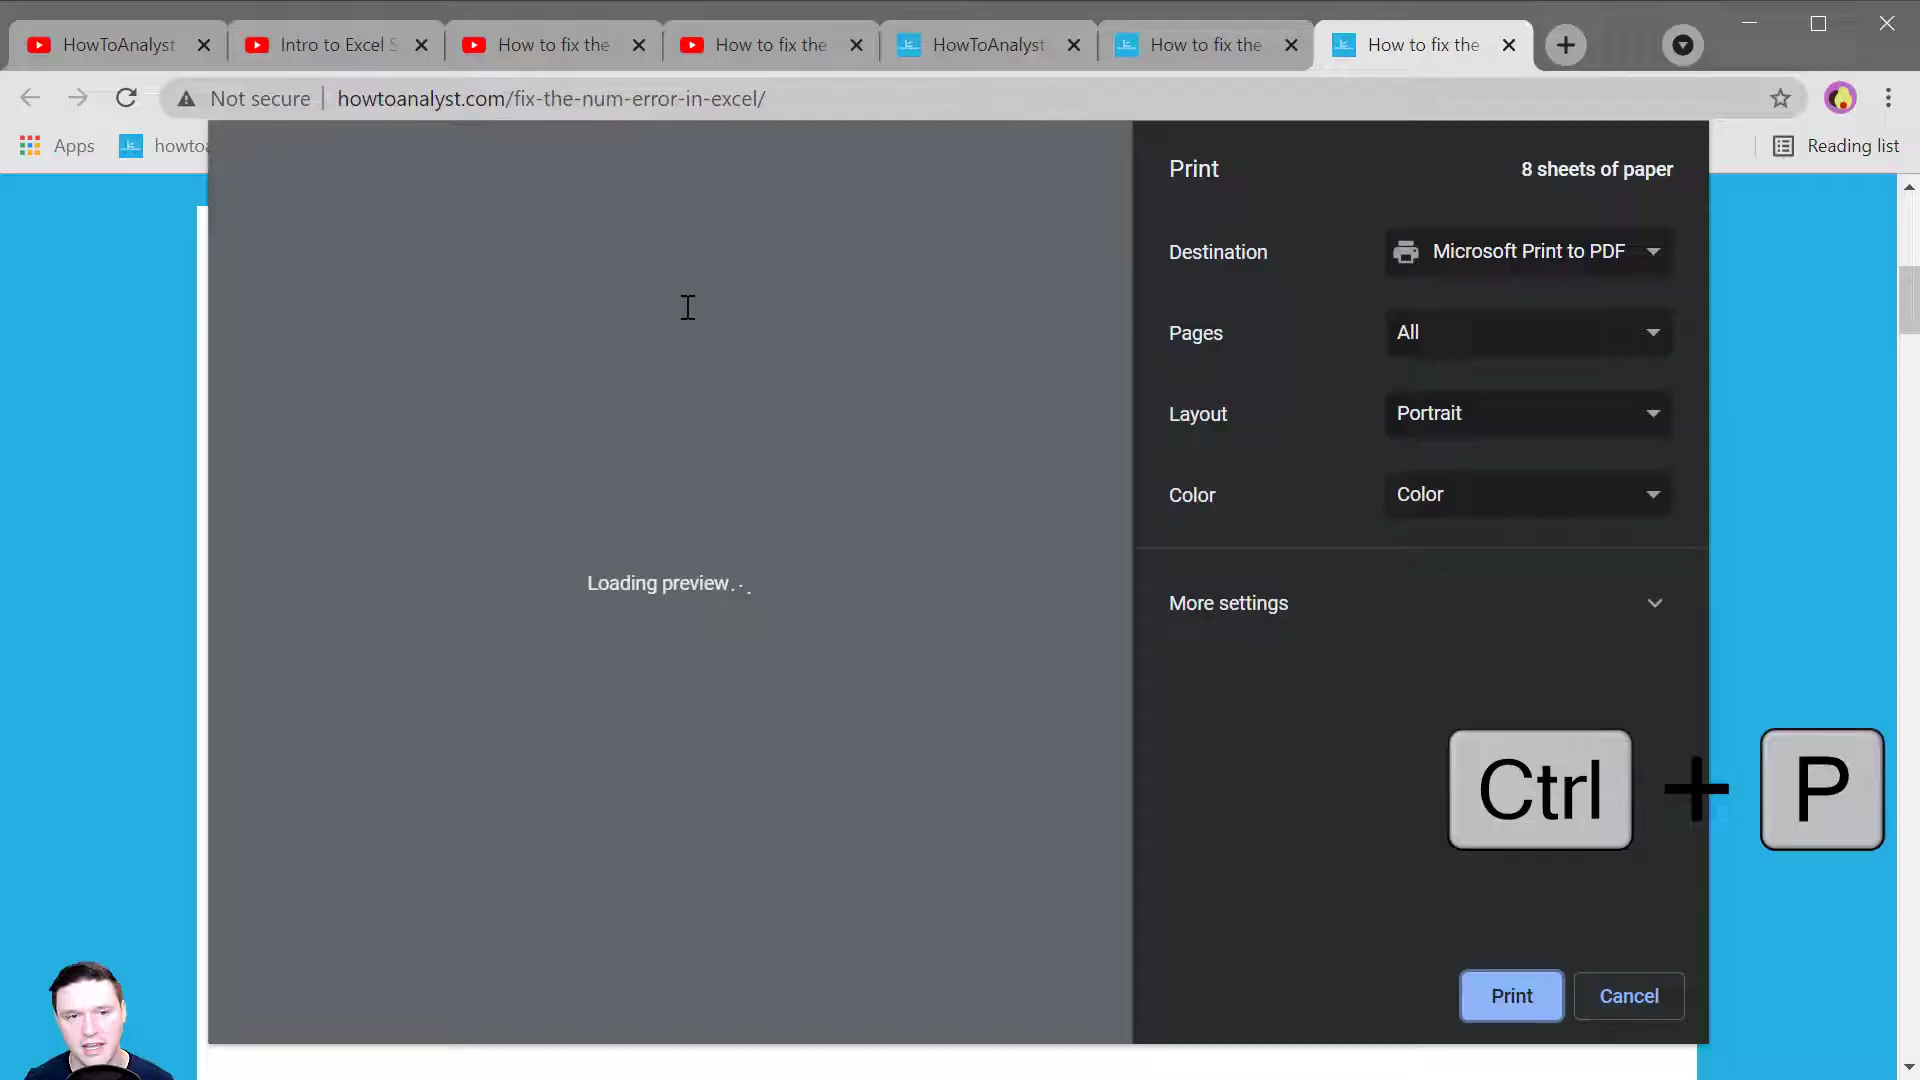 HowToAnalyst
Intro to Excel S
How to fix the
How to fix the
HowToAnalyst
How to fix the
How to fix the
Not secure
howtoanalyst.com/fix-the-num-error-in-excel/
Apps
howtoa
Reading list
Print
8 sheets of paper
Destination
Microsoft Print to PDF
Pages
All
Layout
Portrait
Color
Color
Loading preview...
More settings
Ctrl + P
Print
Cancel